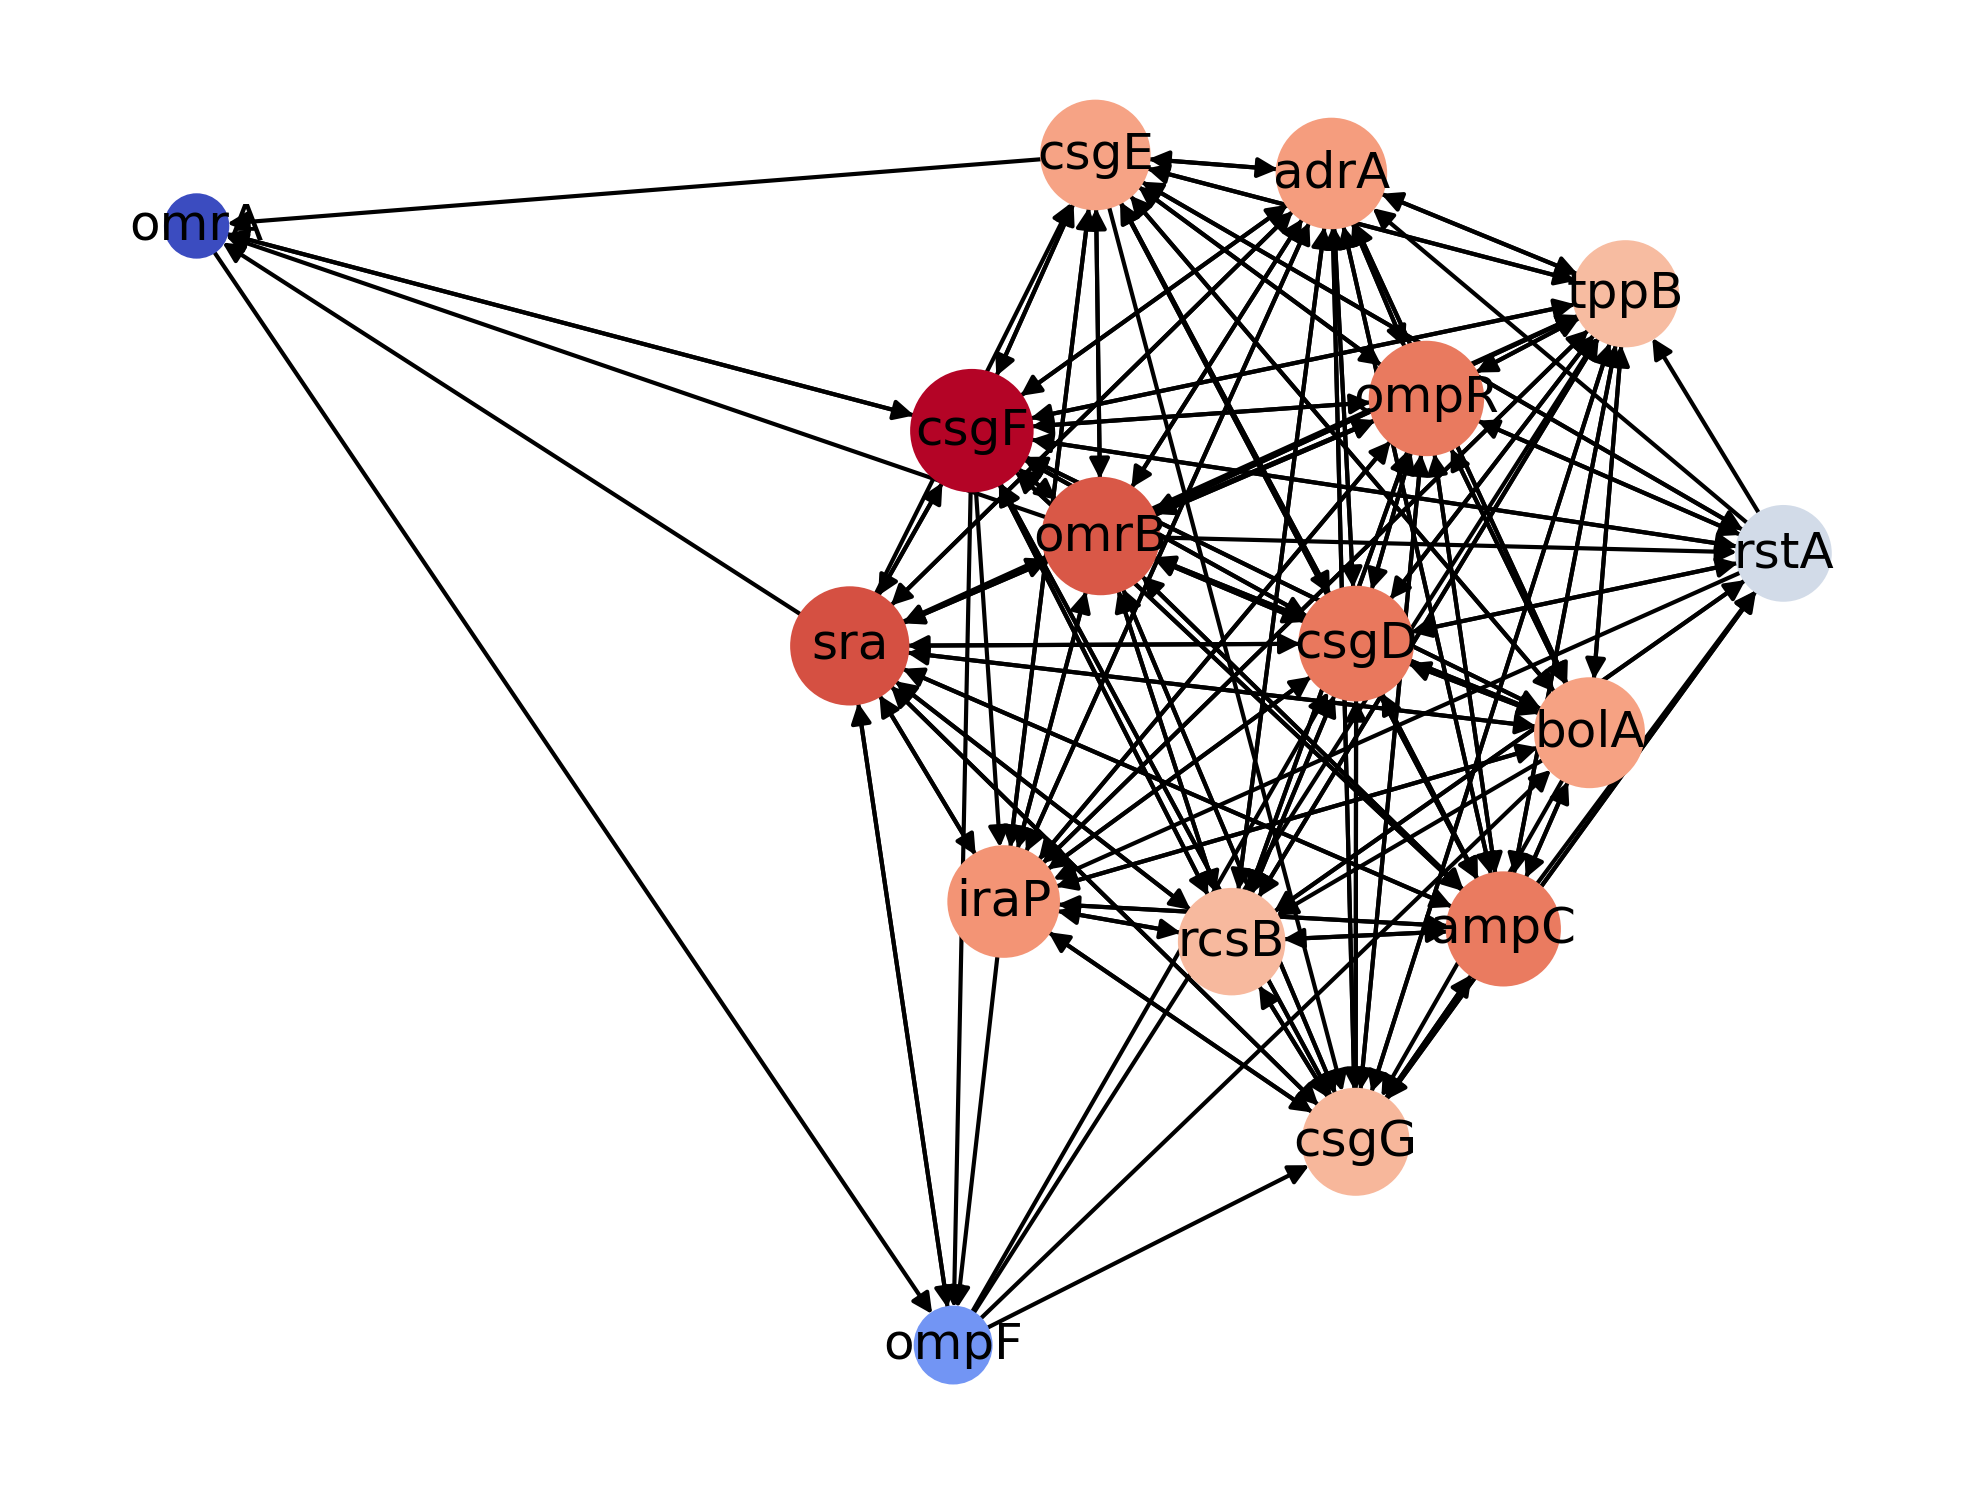 csgE
adrA
omrA
tppB
ompR
csgF
omrB
rstA
sra
csgD
bolA
iraP
rcsB
ampC
csgG
ompF